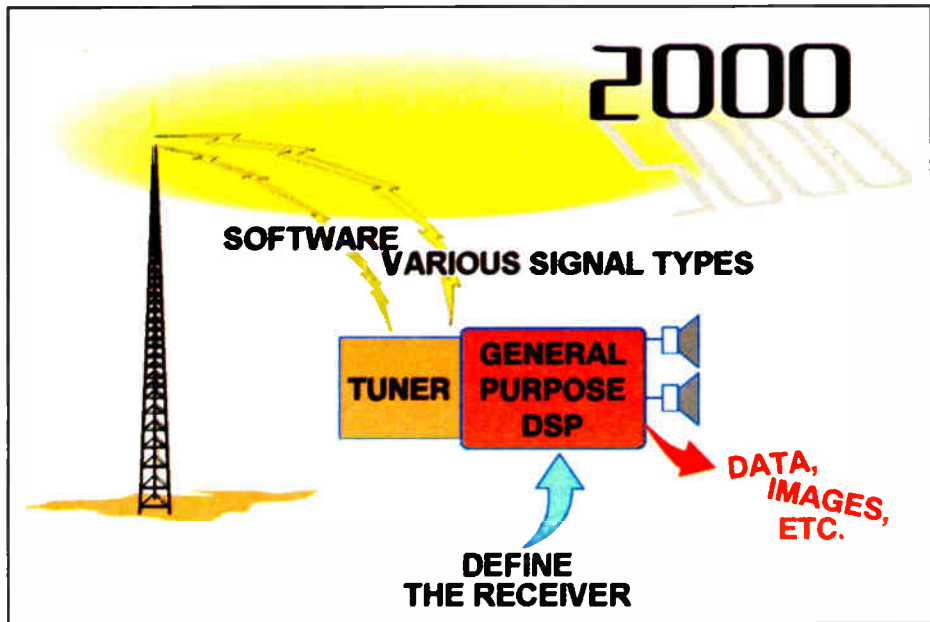 2000
SOFTWARE
VARIOUS SIGNAL TYPES
TUNER
GENERAL
PURPOSE
DSP
DATA,
IMAGES,
ETC.
DEFINE
THE RECEIVER